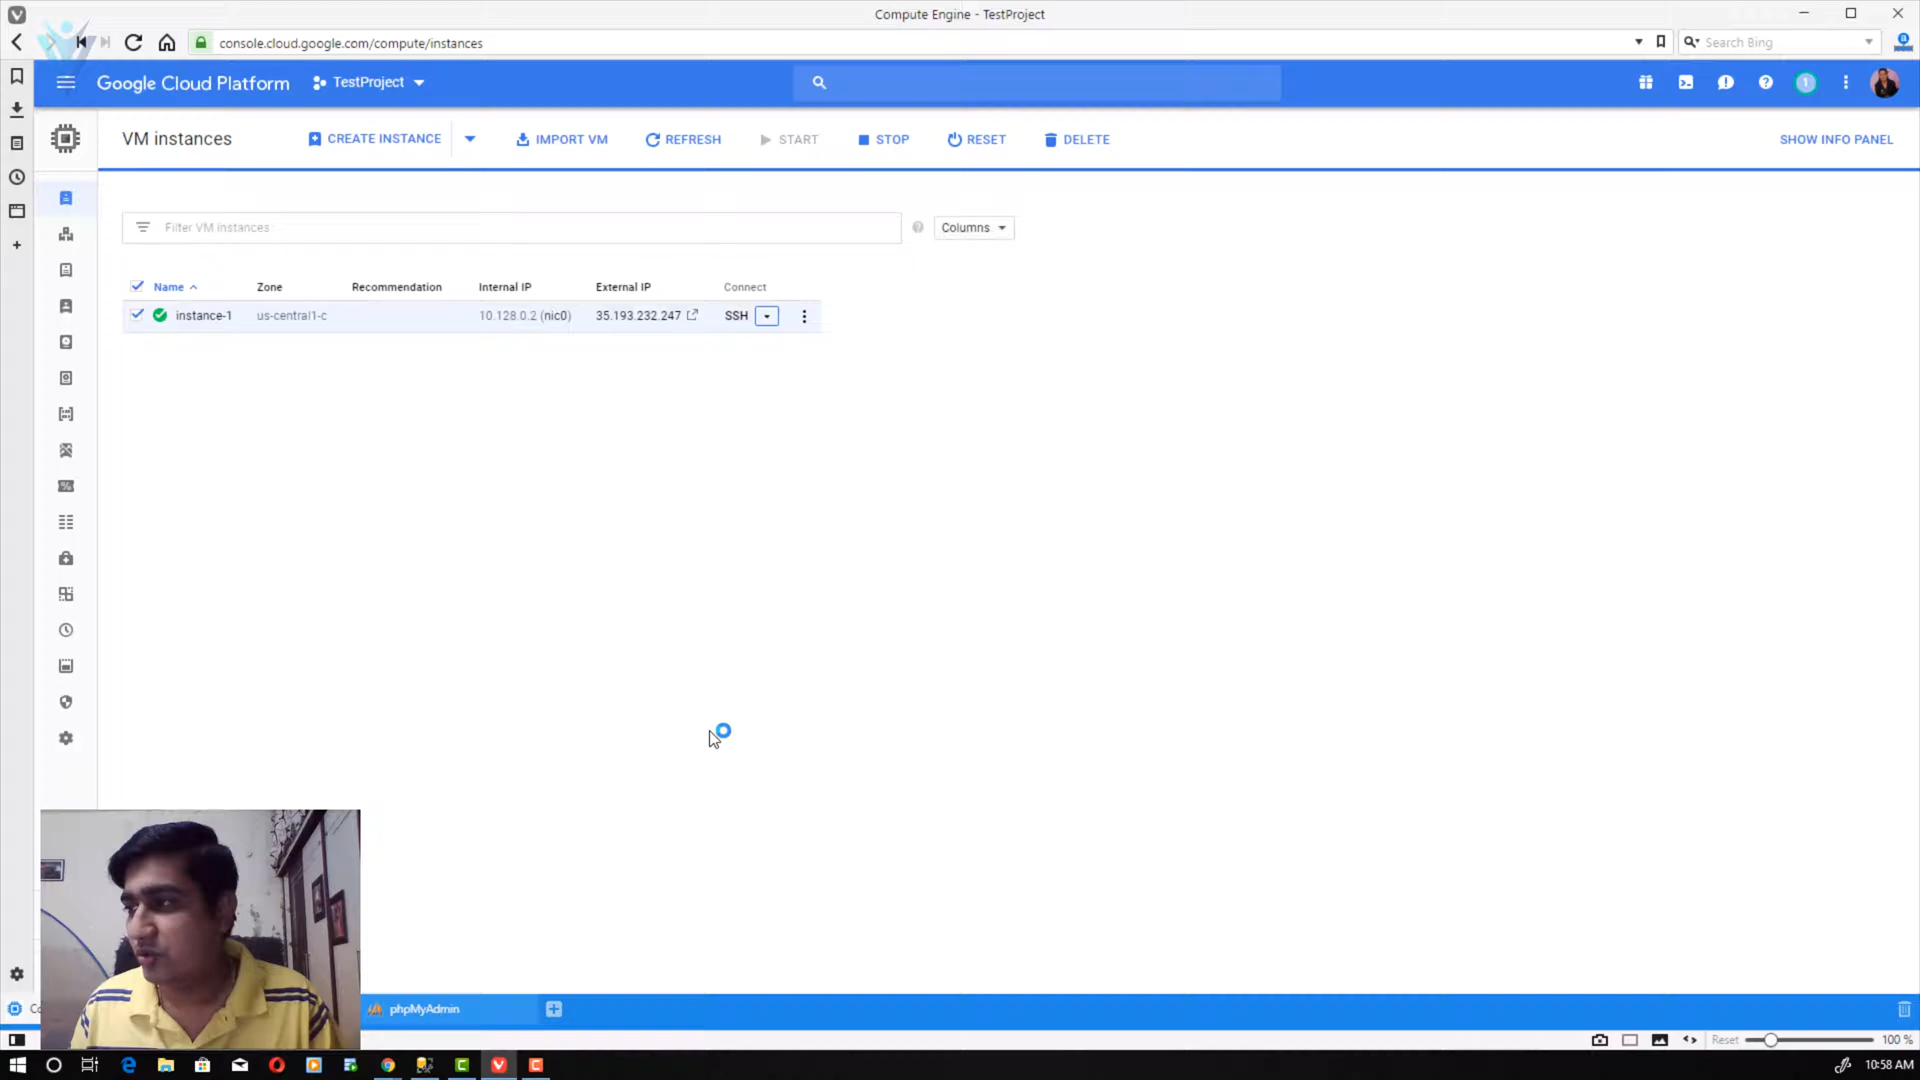 Compute Engine - TestProject
console.cloud.google.com/compute/instances
Search Bing
Google Cloud Platform
TestProject
1
VM instances
CREATE INSTANCE
IMPORT VM
REFRESH
START
STOP
RESET
DELETE
SHOW INFO PANEL
Filter VM instances
Columns
Name
Zone
Recommendation
Internal IP
External IP
Connect
instance-1
us-central1-c
10.128.0.2 (nic0)
35.193.232.247
SSH
Co
phpMyAdmin
Reset
100 %
10:58 AM